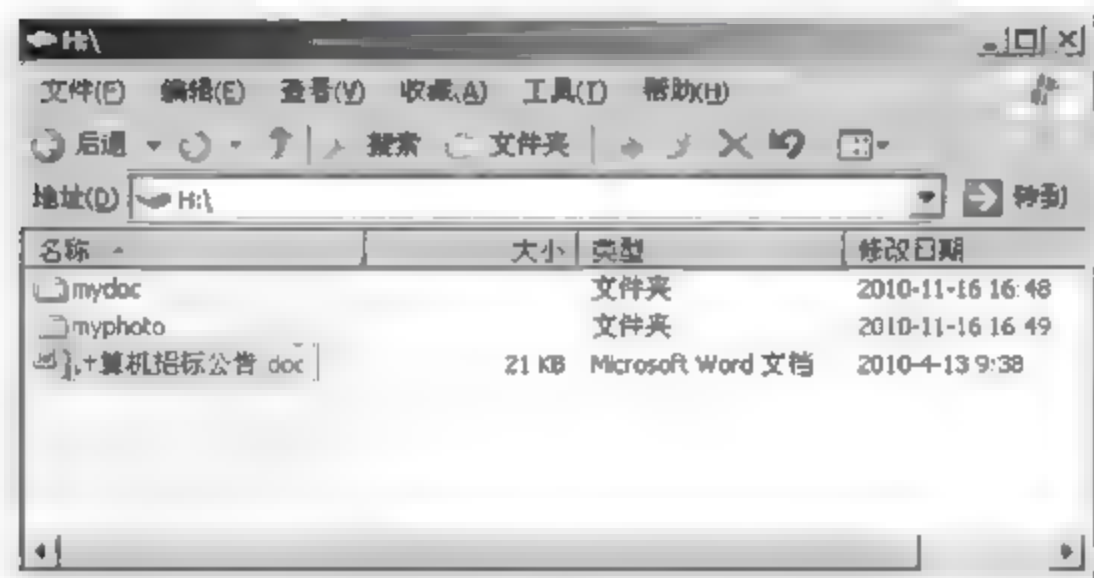 H:\
文件(F) 编辑(E) 查看(V) 收藏(A) 工具(T) 帮助(H)
后退 搜索 文件夹
地址(D) H:\ 转到
名称 大小 类型 修改日期
mydoc 文件夹 2010-11-16 16:48
myphoto 文件夹 2010-11-16 16:49
计算机招标公告.doc 21 KB Microsoft Word 文档 2010-4-13 9:38